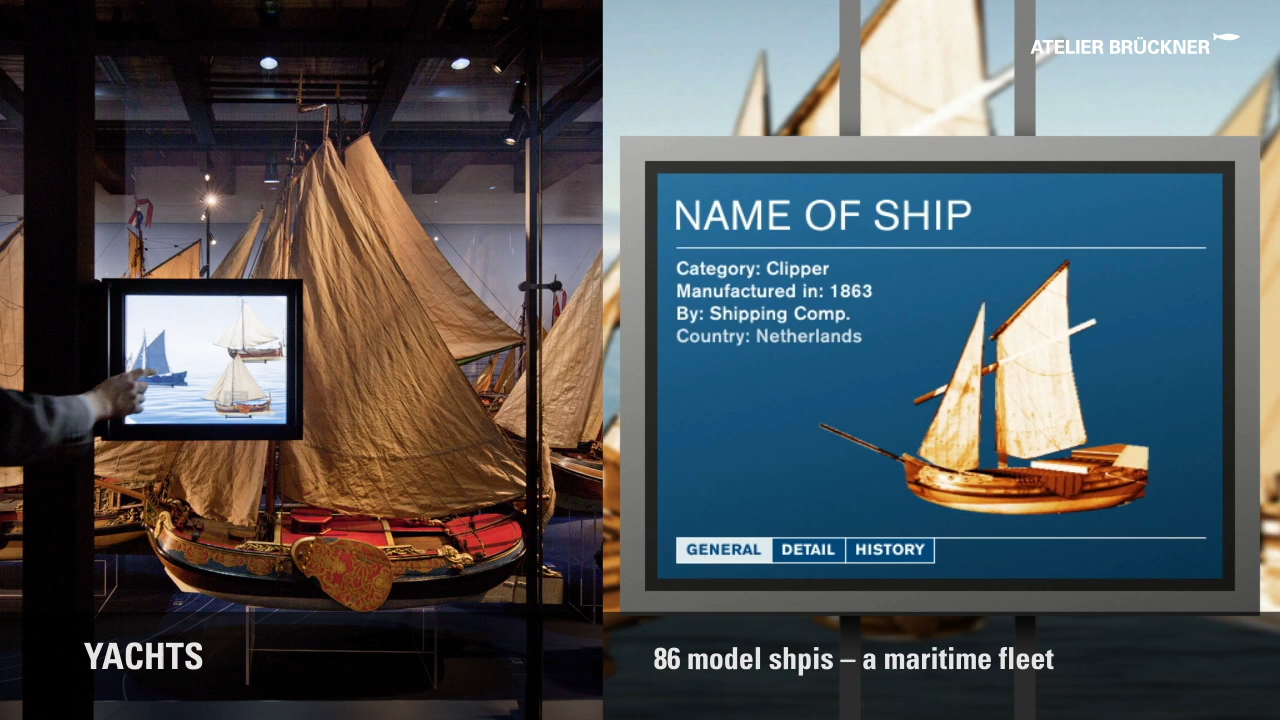 ATELIER BRÜCKNER
NAME OF SHIP
Category: Clipper
Manufactured in: 1863
By: Shipping Comp.
Country: Netherlands
GENERAL DETAIL HISTORY
YACHTS
86 model shpis – a maritime fleet